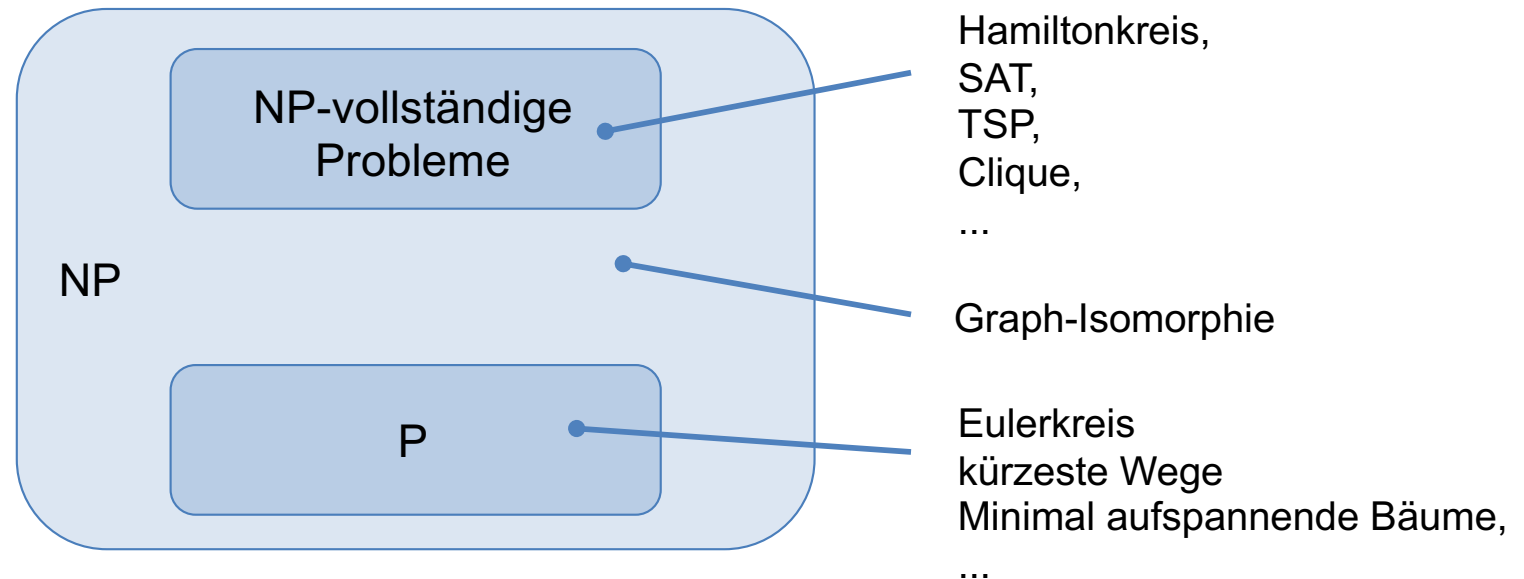 NP-vollständige
Probleme
NP
P
Hamiltonkreis,
SAT,
TSP,
Clique,
...
Graph-Isomorphie
Eulerkreis
kürzeste Wege
Minimal aufspannende Bäume,
...